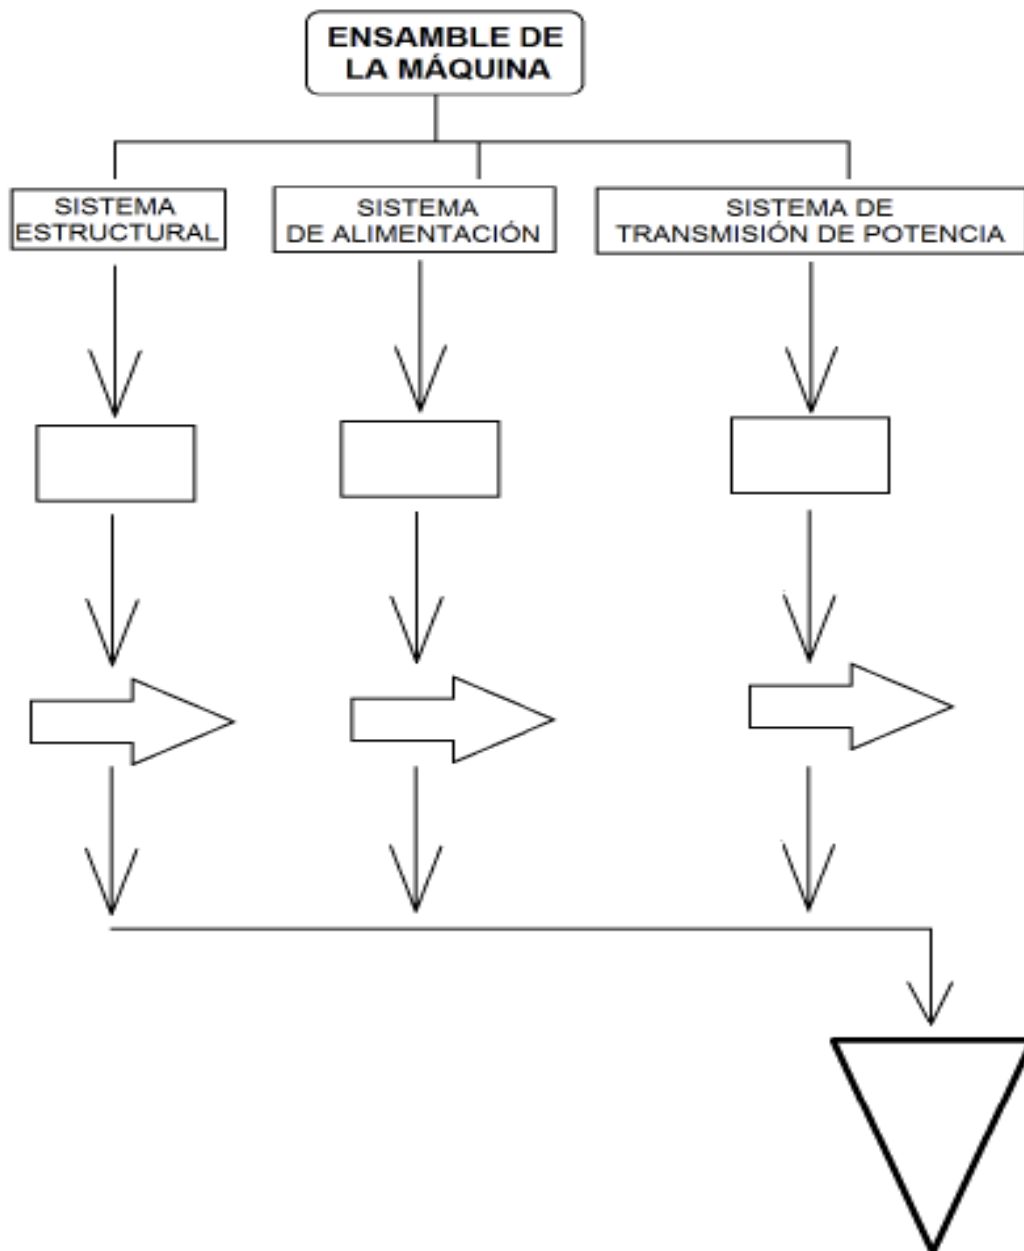 ENSAMBLE DE
LA MÁQUINA
SISTEMA
ESTRUCTURAL
SISTEMA
DE ALIMENTACIÓN
SISTEMA DE
TRANSMISIÓN DE POTENCIA